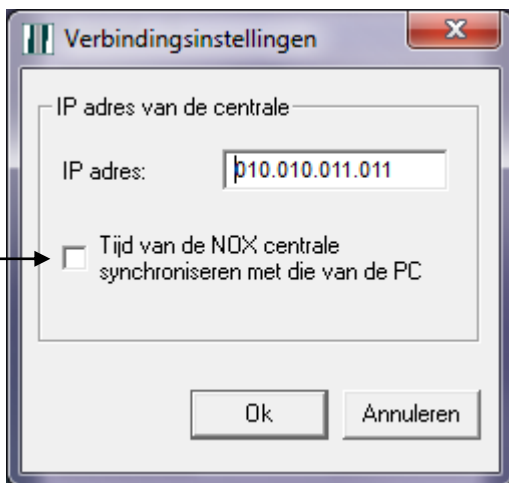 Verbindingsinstellingen
IP adres van de centrale
IP adres:
010.010.011.011
Tijd van de NOX centrale
synchroniseren met die van de PC
Ok
Annuleren